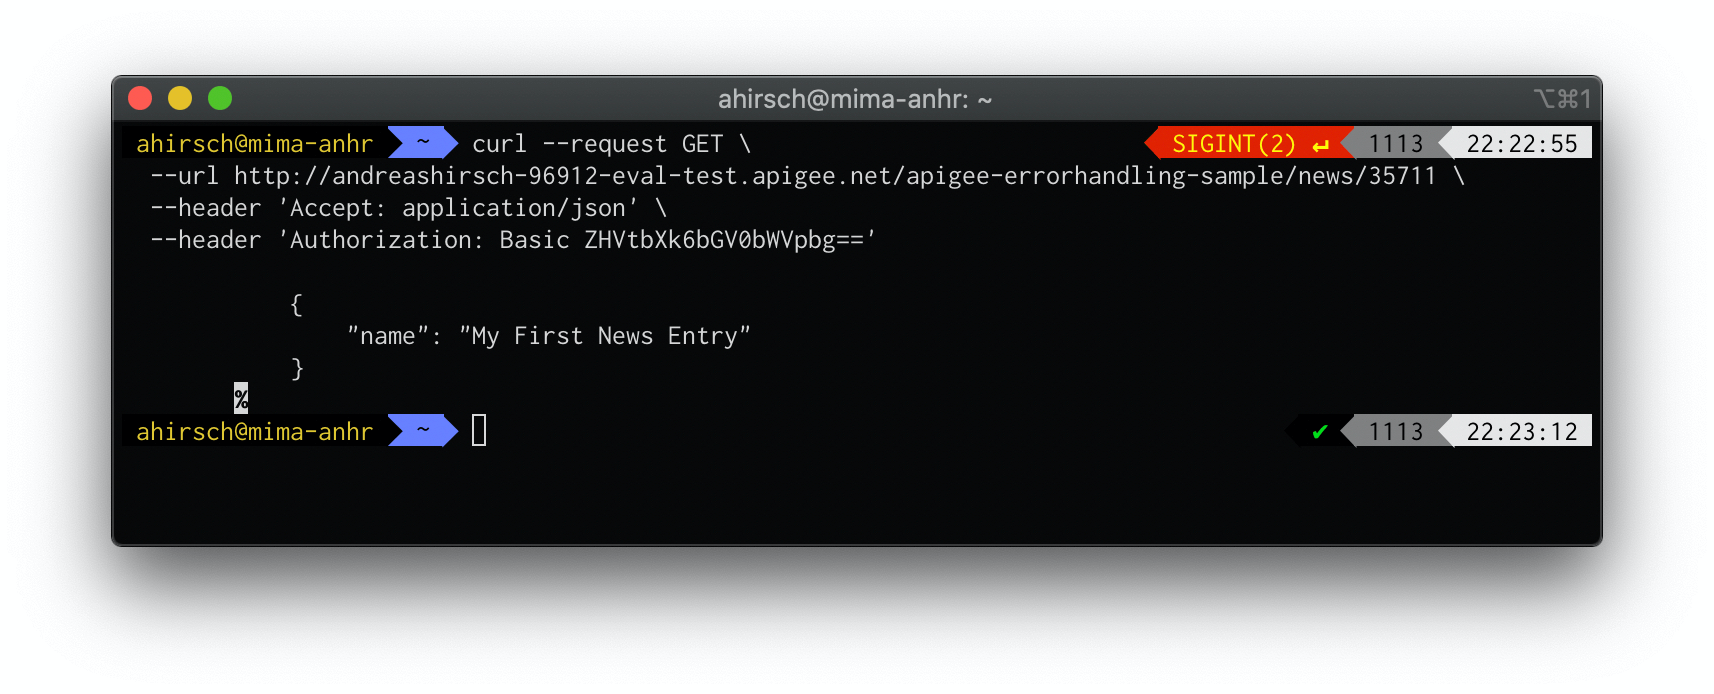 ahirsch@mima-anhr: ~ ⌥⌘1
ahirsch@mima-anhr ~ curl --request GET \ SIGINT(2) ↵ 1113 22:22:55
--url http://andreashirsch-96912-eval-test.apigee.net/apigee-errorhandling-sample/news/35711 \
--header 'Accept: application/json' \
--header 'Authorization: Basic ZHVtbXk6bGV0bWVpbg=='
{
"name": "My First News Entry"
}
%
ahirsch@mima-anhr ~ ✔ 1113 22:23:12